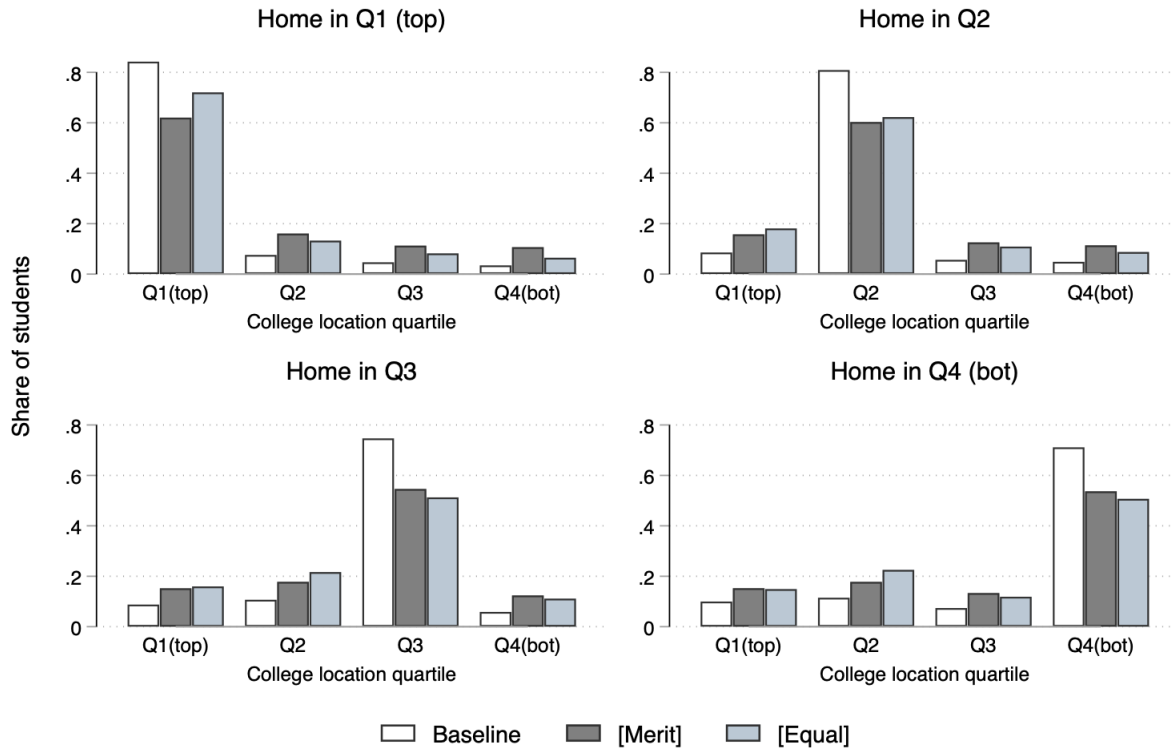 Home in Q1 (top)
.8
.6
.4
.2
0
Q1(top) Q2 Q3 Q4(bot)
College location quartile
Home in Q2
.8
.6
.4
.2
0
Q1(top) Q2 Q3 Q4(bot)
College location quartile
Share of students
Home in Q3
.8
.6
.4
.2
0
Q1(top) Q2 Q3 Q4(bot)
College location quartile
Home in Q4 (bot)
.8
.6
.4
.2
0
Q1(top) Q2 Q3 Q4(bot)
College location quartile
Baseline [Merit] [Equal]